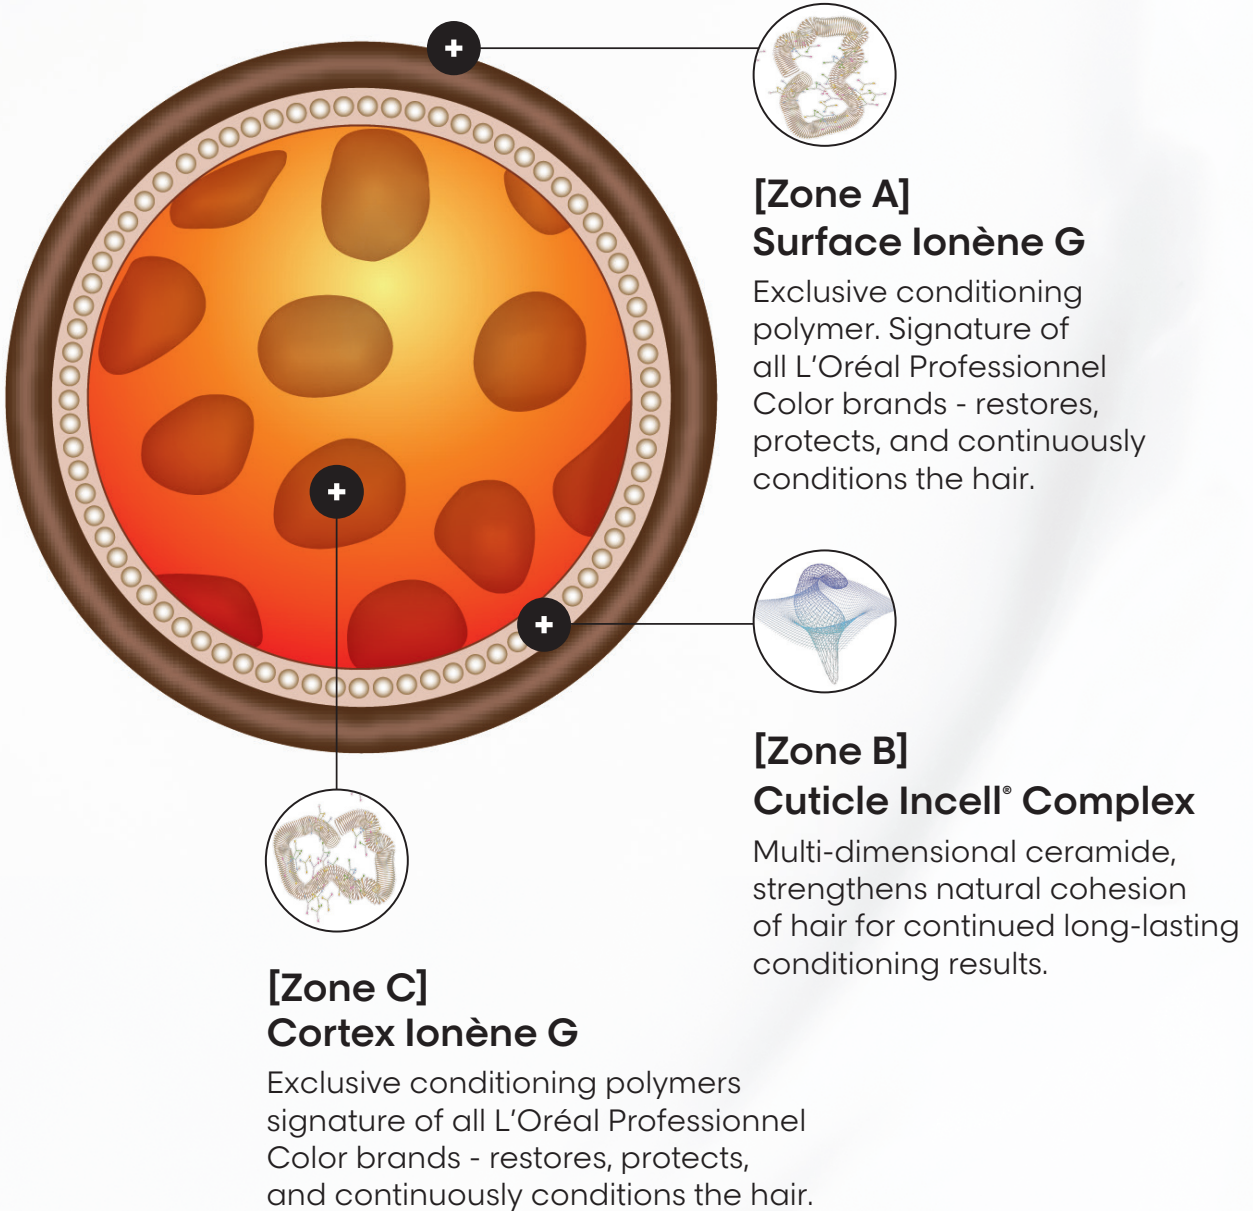 [Zone A]
Surface Ionène G
Exclusive conditioning
polymer. Signature of
all L’Oréal Professionnel
Color brands - restores,
protects, and continuously
conditions the hair.
[Zone B]
Cuticle Incell® Complex
Multi-dimensional ceramide,
strengthens natural cohesion
of hair for continued long-lasting
conditioning results.
[Zone C]
Cortex Ionène G
Exclusive conditioning polymers
signature of all L’Oréal Professionnel
Color brands - restores, protects,
and continuously conditions the hair.